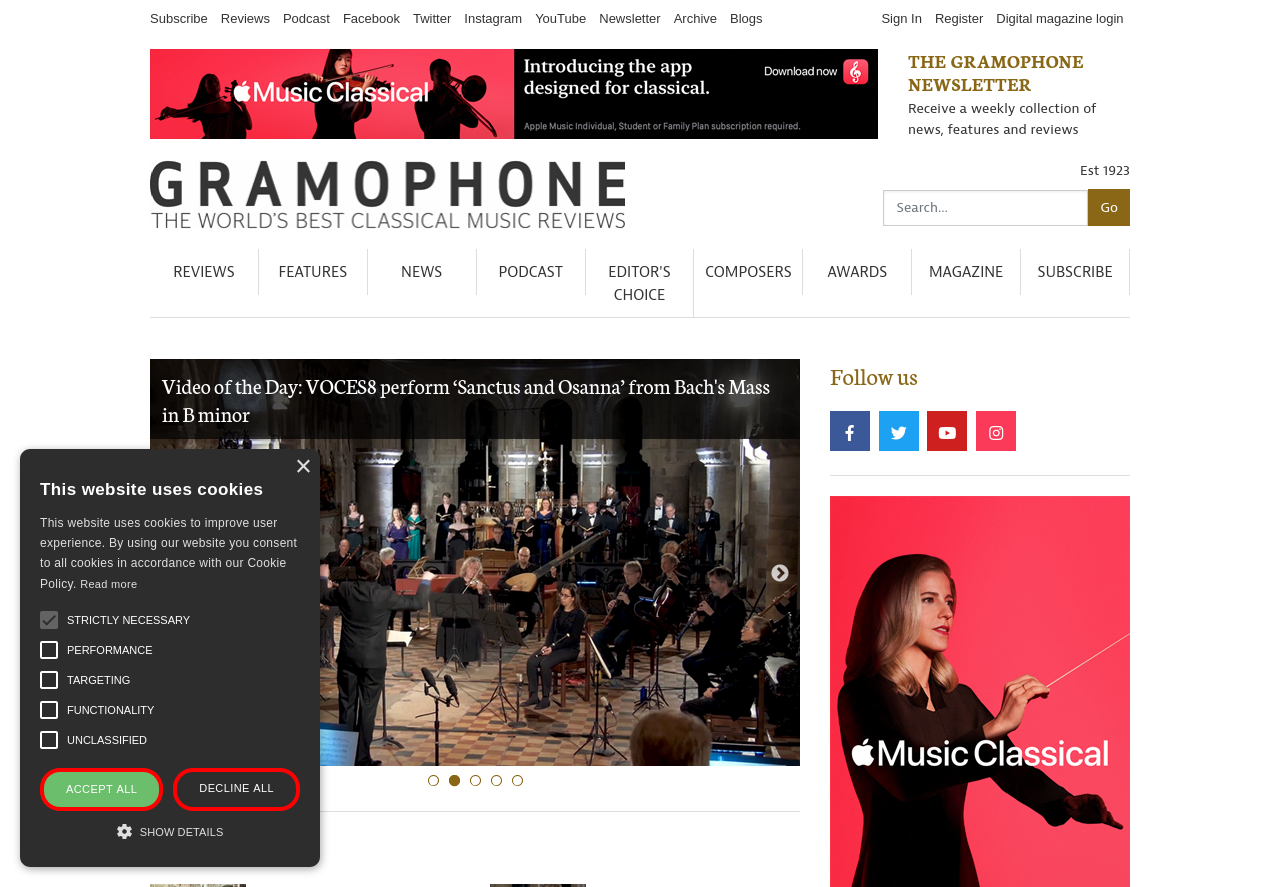 Subscribe Reviews Podcast Facebook Twitter Instagram YouTube Newsletter Archive Blogs
Sign In Register Digital magazine login
Music Classical
Introducing the app
designed for classical.
Download now
Apple Music Individual, Student or Family Plan subscription required.
THE GRAMOPHONE
NEWSLETTER
Receive a weekly collection of
news, features and reviews
GRAMOPHONE
THE WORLD'S BEST CLASSICAL MUSIC REVIEWS
Est 1923
Search...
Go
REVIEWS
FEATURES
NEWS
PODCAST
EDITOR'S
CHOICE
COMPOSERS
AWARDS
MAGAZINE
SUBSCRIBE
Video of the Day: VOCES8 perform ‘Sanctus and Osanna’ from Bach's Mass
in B minor
Follow us
Music Classical
This website uses cookies
This website uses cookies to improve user
experience. By using our website you consent
to all cookies in accordance with our Cookie
Policy. Read more
STRICTLY NECESSARY
PERFORMANCE
TARGETING
FUNCTIONALITY
UNCLASSIFIED
ACCEPT ALL
DECLINE ALL
SHOW DETAILS